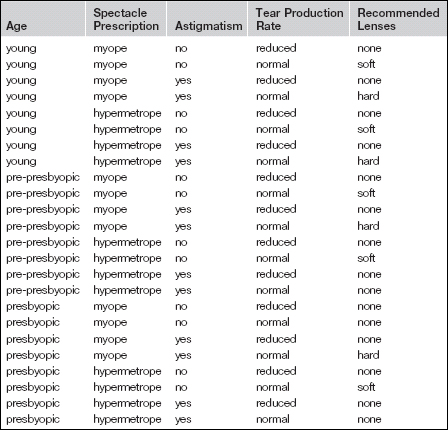 Age Spectacle Prescription Astigmatism Tear Production Rate Recommended Lenses
young myope no reduced none
young myope no normal soft
young myope yes reduced none
young myope yes normal hard
young hypermetrope no reduced none
young hypermetrope no normal soft
young hypermetrope yes reduced none
young hypermetrope yes normal hard
pre-presbyopic myope no reduced none
pre-presbyopic myope no normal soft
pre-presbyopic myope yes reduced none
pre-presbyopic myope yes normal hard
pre-presbyopic hypermetrope no reduced none
pre-presbyopic hypermetrope no normal soft
pre-presbyopic hypermetrope yes reduced none
pre-presbyopic hypermetrope yes normal none
presbyopic myope no reduced none
presbyopic myope no normal none
presbyopic myope yes reduced none
presbyopic myope yes normal hard
presbyopic hypermetrope no reduced none
presbyopic hypermetrope no normal soft
presbyopic hypermetrope yes reduced none
presbyopic hypermetrope yes normal none